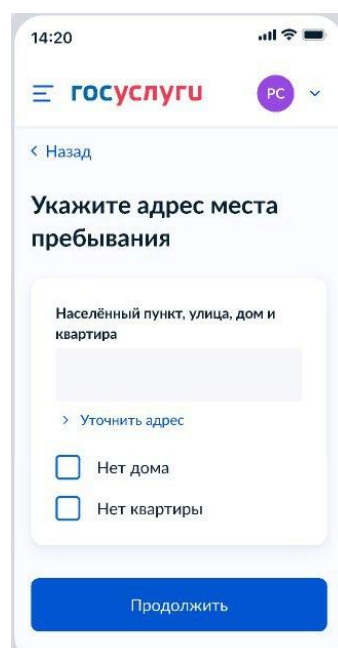 14:20
госуслуги
РС
< Назад
Укажите адрес места
пребывания
Населённый пункт, улица, дом и
квартира
> Уточнить адрес
Нет дома
Нет квартиры
Продолжить